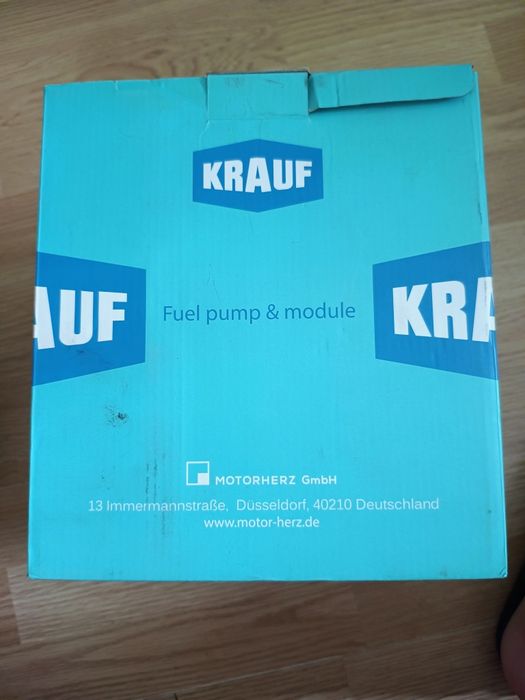 KRAUF
AUF
Fuel pump & module
KRA
MOTORHERZ GmbH
13 Immermannstraße, Düsseldorf, 40210 Deutschland
www.motor-herz.de